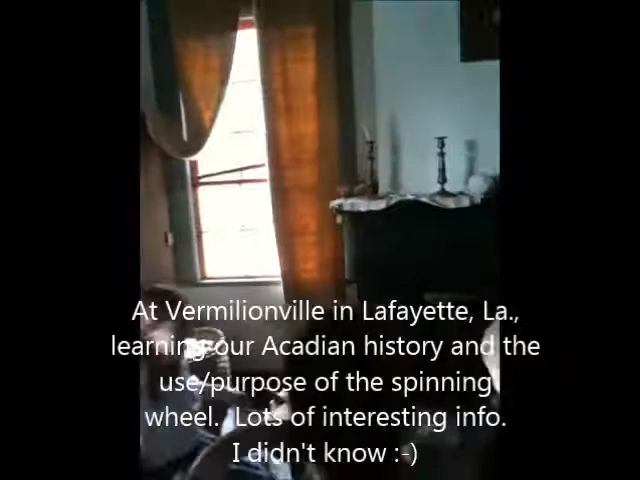 At Vermilionville in Lafayette, La.,
learning our Acadian history and the
use/purpose of the spinning
wheel.  Lots of interesting info.
I didn't know :-)